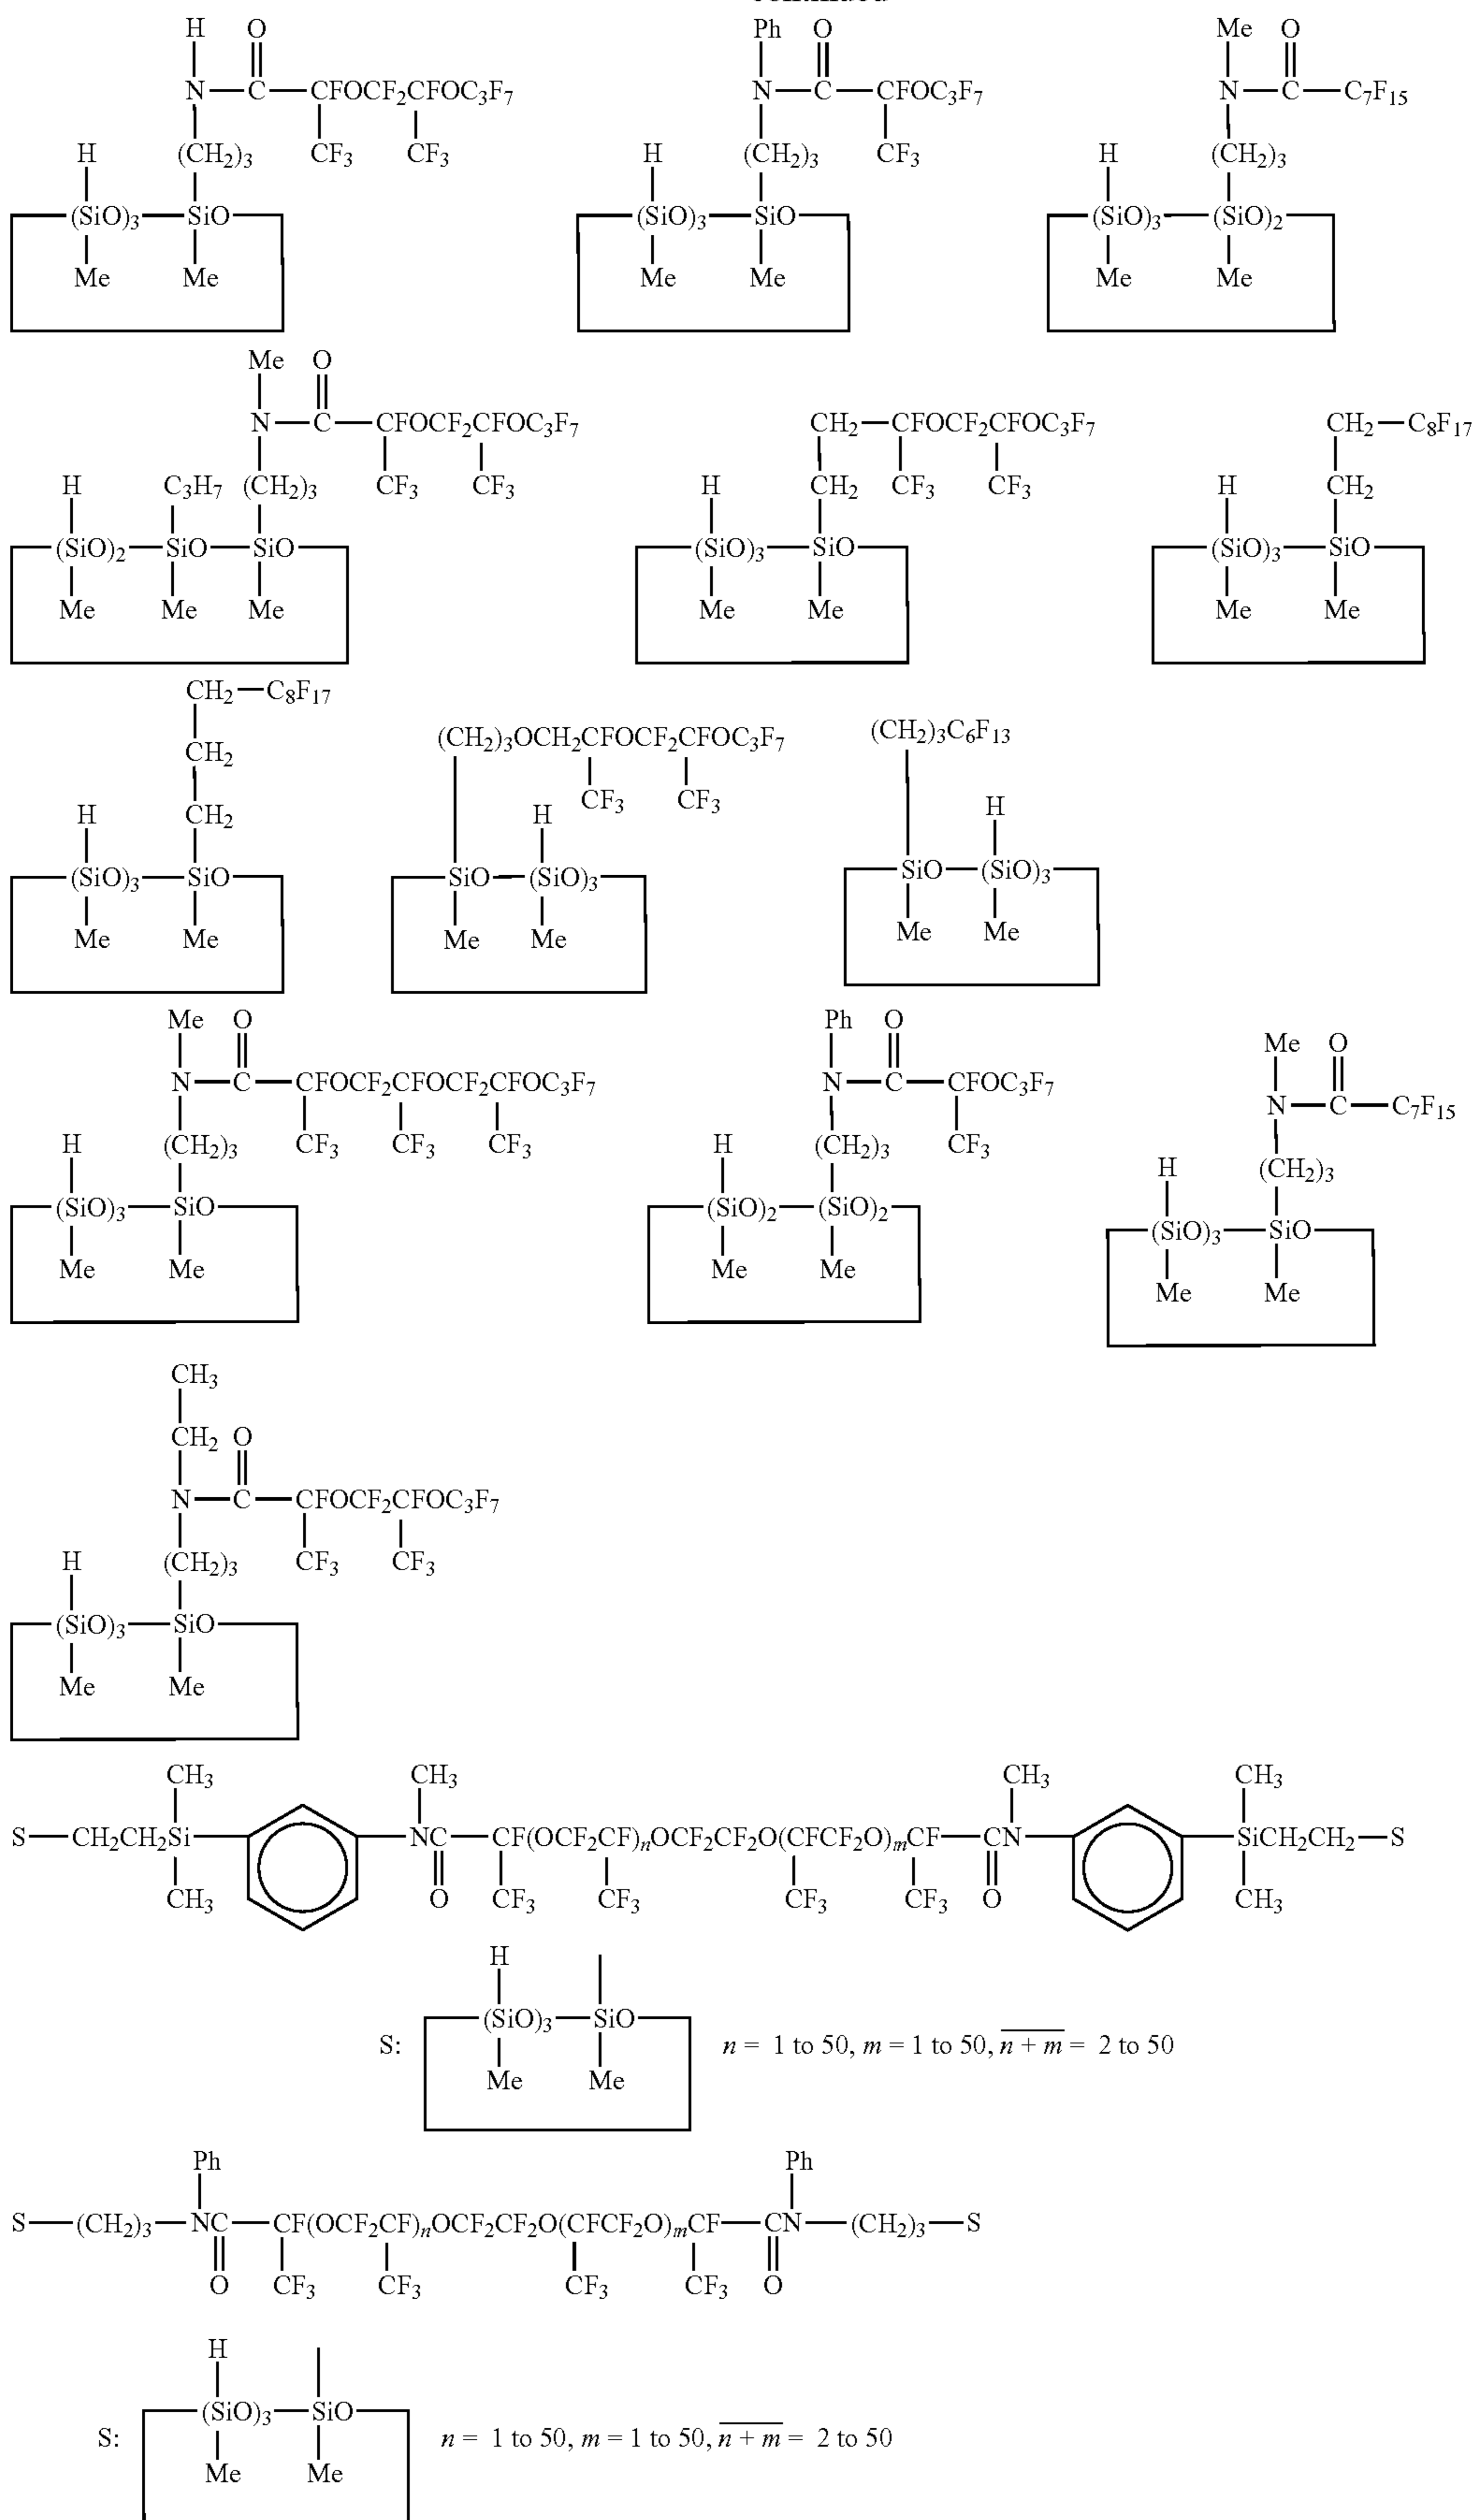 H O Ph O Me O
N C CFOCF₂CFOC₃F₇ N C CFOC₃F₇ N C C₇F₁₅
H (CH₂)₃ CF₃ CF₃ H (CH₂)₃ CF₃ H (CH₂)₃
(SiO)₃ SiO (SiO)₃ SiO (SiO)₃ (SiO)₂
Me Me Me Me Me Me
Me O
N C CFOCF₂CFOC₃F₇ CH₂ CFOCF₂CFOC₃F₇ CH₂ C₈F₁₇
H C₃H₇ (CH₂)₃ CF₃ CF₃ H CH₂ CF₃ CF₃ H CH₂
(SiO)₂ SiO SiO (SiO)₃ SiO (SiO)₃ SiO
Me Me Me Me Me Me Me
CH₂ C₈F₁₇
(CH₂)₃OCH₂CFOCF₂CFOC₃F₇ (CH₂)₃C₆F₁₃
CH₂
CF₃ CF₃
H CH₂ H H
(SiO)₃ SiO SiO (SiO)₃ SiO (SiO)₃
Me Me Me Me Me Me
Me O Ph O Me O
N C CFOCF₂CFOCF₂CFOC₃F₇ N C CFOC₃F₇ N C C₇F₁₅
H (CH₂)₃ CF₃ CF₃ CF₃ H (CH₂)₃ CF₃ H (CH₂)₃
(SiO)₃ SiO (SiO)₂ (SiO)₂ (SiO)₃ SiO
Me Me Me Me Me Me
CH₃
CH₂ O
N C CFOCF₂CFOC₃F₇
H (CH₂)₃ CF₃ CF₃
(SiO)₃ SiO
Me Me
CH₃ CH₃ CH₃ CH₃
S CH₂CH₂Si NC CF(OCF₂CF)ₙOCF₂CF₂O(CFCF₂O)ₘCF CN SiCH₂CH₂ S
CH₃ O CF₃ CF₃ CF₃ CF₃ O CH₃
H
S: (SiO)₃ SiO n = 1 to 50, m = 1 to 50, n + m = 2 to 50
Me Me
Ph Ph
S (CH₂)₃ NC CF(OCF₂CF)ₙOCF₂CF₂O(CFCF₂O)ₘCF CN (CH₂)₃ S
O CF₃ CF₃ CF₃ CF₃ O
H
S: (SiO)₃ SiO n = 1 to 50, m = 1 to 50, n + m = 2 to 50
Me Me